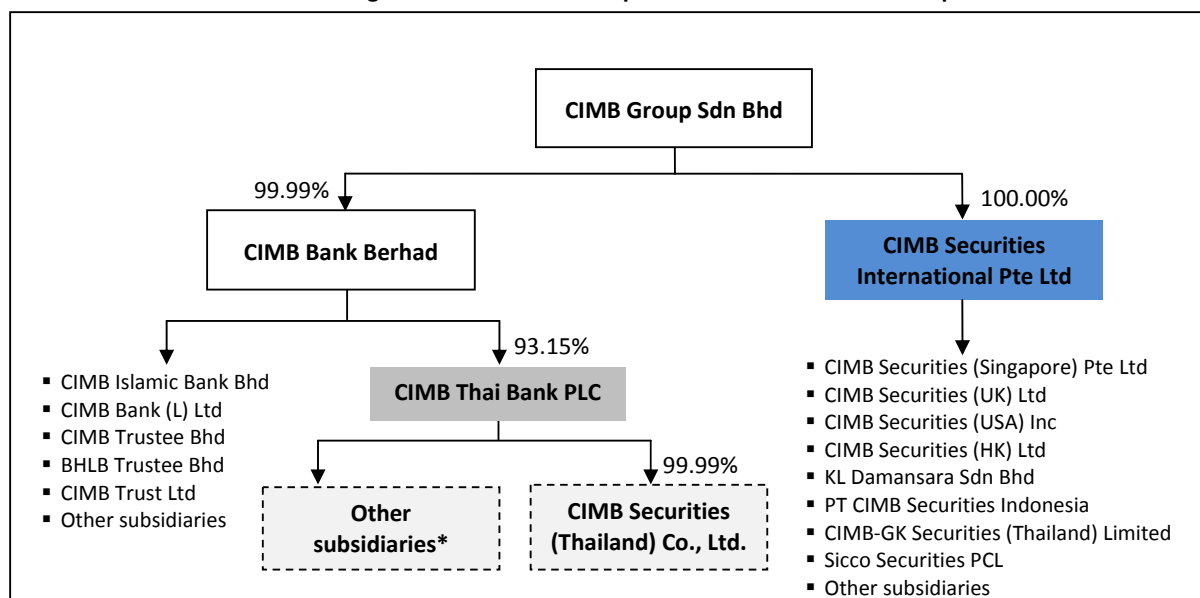 CIMB Group Sdn Bhd
99.99%
100.00%
CIMB Bank Berhad
CIMB Securities
International Pte Ltd
93.15%
▪ CIMB Islamic Bank Bhd
▪ CIMB Bank (L) Ltd
▪ CIMB Trustee Bhd
▪ BHLB Trustee Bhd
▪ CIMB Trust Ltd
▪ Other subsidiaries
CIMB Thai Bank PLC
99.99%
Other
subsidiaries*
CIMB Securities
(Thailand) Co., Ltd.
▪ CIMB Securities (Singapore) Pte Ltd
▪ CIMB Securities (UK) Ltd
▪ CIMB Securities (USA) Inc
▪ CIMB Securities (HK) Ltd
▪ KL Damansara Sdn Bhd
▪ PT CIMB Securities Indonesia
▪ CIMB-GK Securities (Thailand) Limited
▪ Sicco Securities PCL
▪ Other subsidiaries